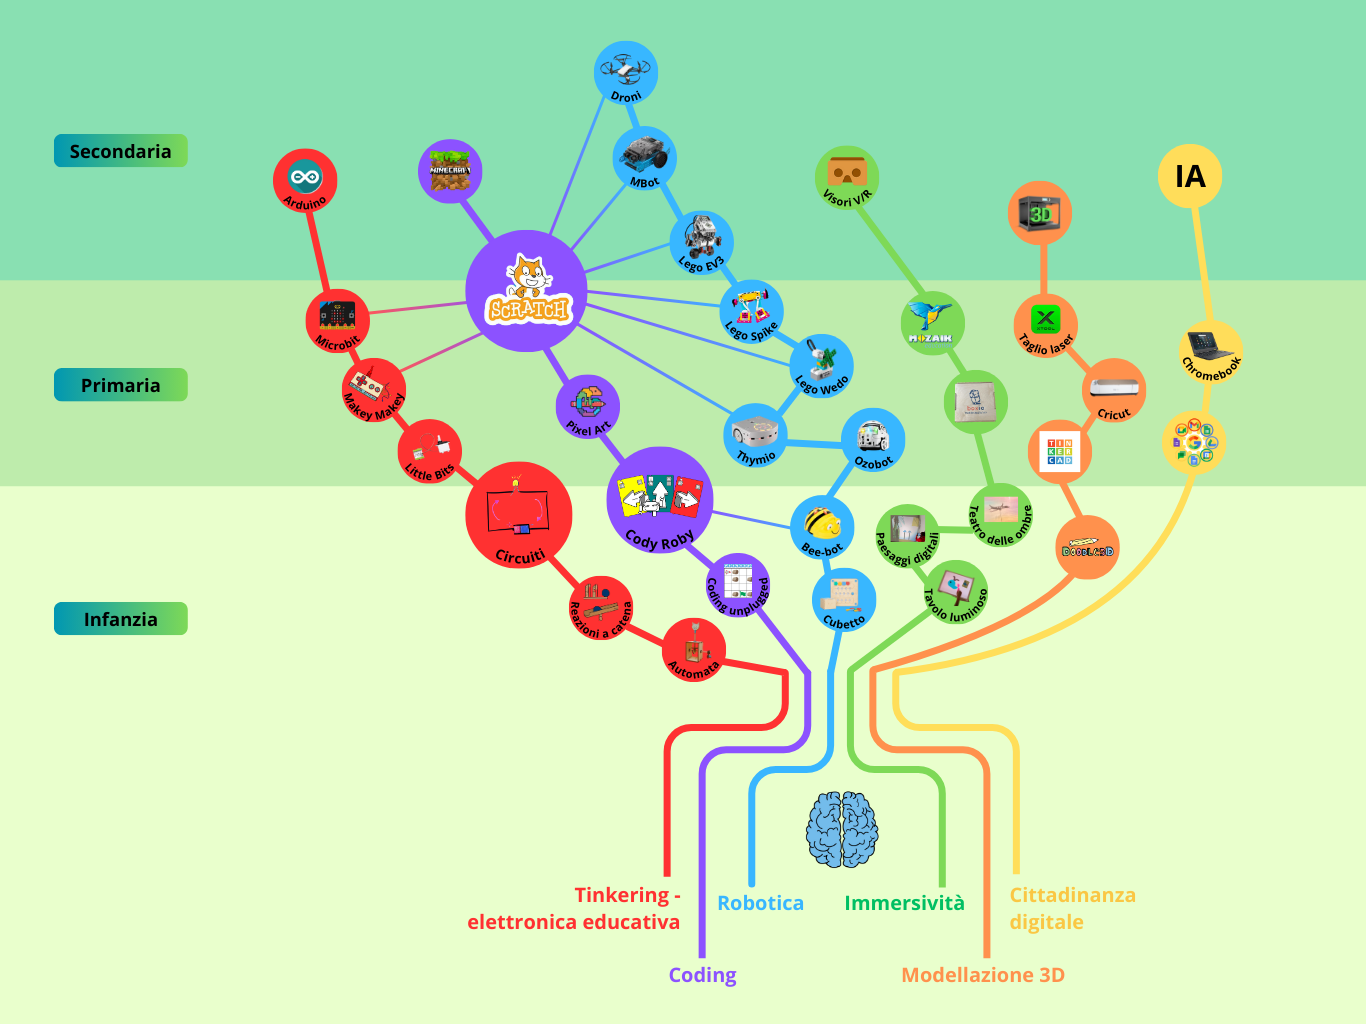 Droni
Secondaria
MINECRAFT
MBot
IA
Arduino
Visori V/R
3D
Lego EV3
SCRATCH
Microbit
Lego Spike
MOZAIK
XTOOL
Taglio laser
Chromebook
Primaria
Makey Makey
Lego Wedo
Cricut
Pixel Art
boxie
Little Bits
Thymio
Ozobot
TIN
KER
CAD
Circuiti
Cody Roby
Bee-bot
Teatro delle ombre
Paesaggi digitali
Infanzia
Reazioni a catena
Coding unplugged
Cubetto
Tavolo luminoso
Automata
Tinkering -
elettronica educativa
Robotica
Immersività
Cittadinanza
digitale
Coding
Modellazione 3D